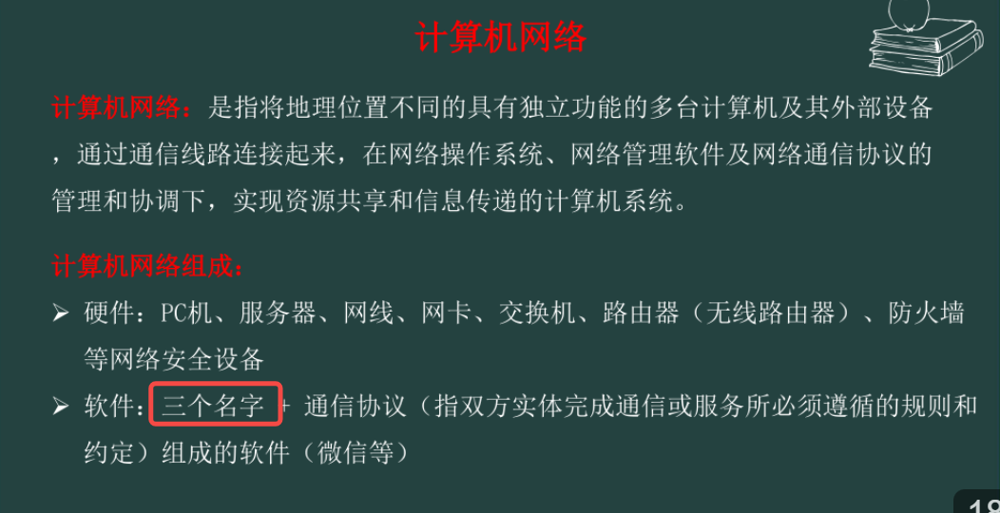 计算机网络
计算机网络：是指将地理位置不同的具有独立功能的多台计算机及其外部设备
，通过通信线路连接起来，在网络操作系统、网络管理软件及网络通信协议的
管理和协调下，实现资源共享和信息传递的计算机系统。
计算机网络组成：
➢ 硬件：PC机、服务器、网线、网卡、交换机、路由器（无线路由器）、防火墙
等网络安全设备
➢ 软件：三个名字 + 通信协议（指双方实体完成通信或服务所必须遵循的规则和
约定）组成的软件（微信等）